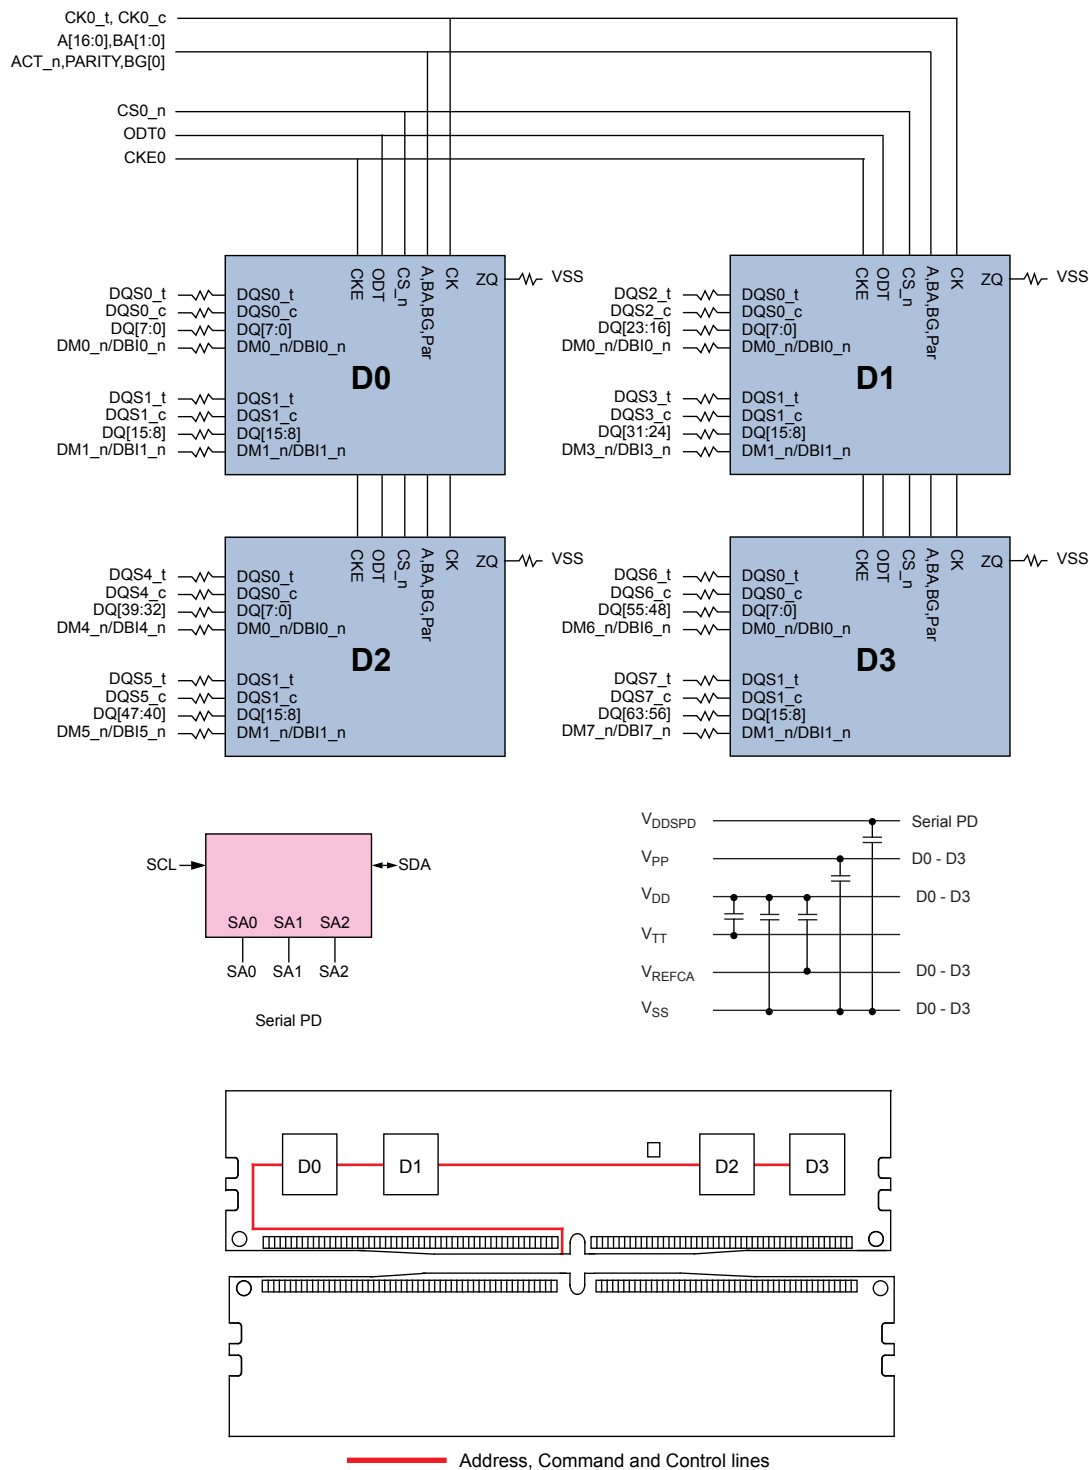 CK0_t, CK0_c
A[16:0],BA[1:0]
ACT_n,PARITY,BG[0]
CS0_n
ODT0
CKE0
CKE
ODT
CS_n
A,BA,BG,Par
CK
ZQ
VSS
DQS0_t
DQS0_c
DQ[7:0]
DM0_n/DBI0_n
DQS0_t
DQS0_c
DQ[7:0]
DM0_n/DBI0_n
D0
DQS1_t
DQS1_c
DQ[15:8]
DM1_n/DBI1_n
DQS1_t
DQS1_c
DQ[15:8]
DM1_n/DBI1_n
CKE
ODT
CS_n
A,BA,BG,Par
CK
ZQ
VSS
DQS2_t
DQS2_c
DQ[23:16]
DM0_n/DBI0_n
DQS0_t
DQS0_c
DQ[7:0]
DM0_n/DBI0_n
D1
DQS3_t
DQS3_c
DQ[31:24]
DM3_n/DBI3_n
DQS1_t
DQS1_c
DQ[15:8]
DM1_n/DBI1_n
CKE
ODT
CS_n
A,BA,BG,Par
CK
ZQ
VSS
DQS4_t
DQS4_c
DQ[39:32]
DM4_n/DBI4_n
DQS0_t
DQS0_c
DQ[7:0]
DM0_n/DBI0_n
D2
DQS5_t
DQS5_c
DQ[47:40]
DM5_n/DBI5_n
DQS1_t
DQS1_c
DQ[15:8]
DM1_n/DBI1_n
CKE
ODT
CS_n
A,BA,BG,Par
CK
ZQ
VSS
DQS6_t
DQS6_c
DQ[55:48]
DM6_n/DBI6_n
DQS0_t
DQS0_c
DQ[7:0]
DM0_n/DBI0_n
D3
DQS7_t
DQS7_c
DQ[63:56]
DM7_n/DBI7_n
DQS1_t
DQS1_c
DQ[15:8]
DM1_n/DBI1_n
SCL
SDA
SA0 SA1 SA2
SA0 SA1 SA2
Serial PD
VDDSPD Serial PD
VPP D0 - D3
VDD D0 - D3
VTT
VREFCA D0 - D3
VSS D0 - D3
D0 D1 D2 D3
Address, Command and Control lines